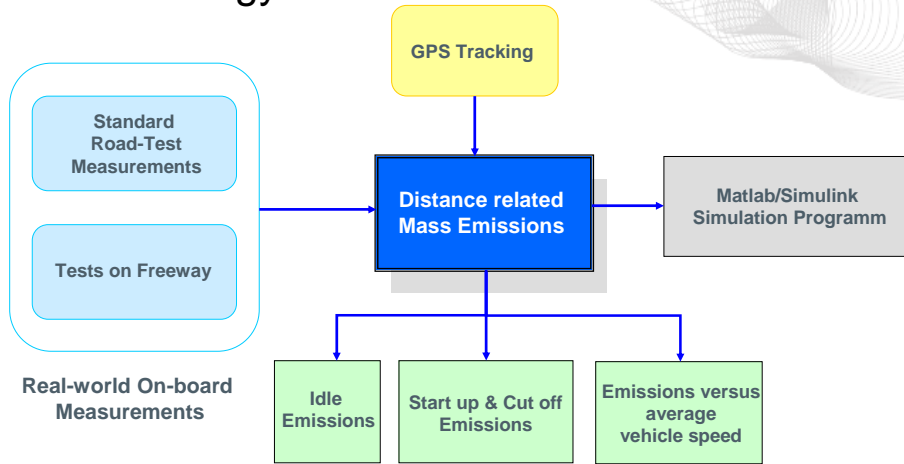 GPS Tracking
Standard
Road-Test
Measurements
Tests on Freeway
Real-world On-board
Measurements
Distance related
Mass Emissions
Matlab/Simulink
Simulation Programm
Idle
Emissions
Start up & Cut off
Emissions
Emissions versus
average
vehicle speed